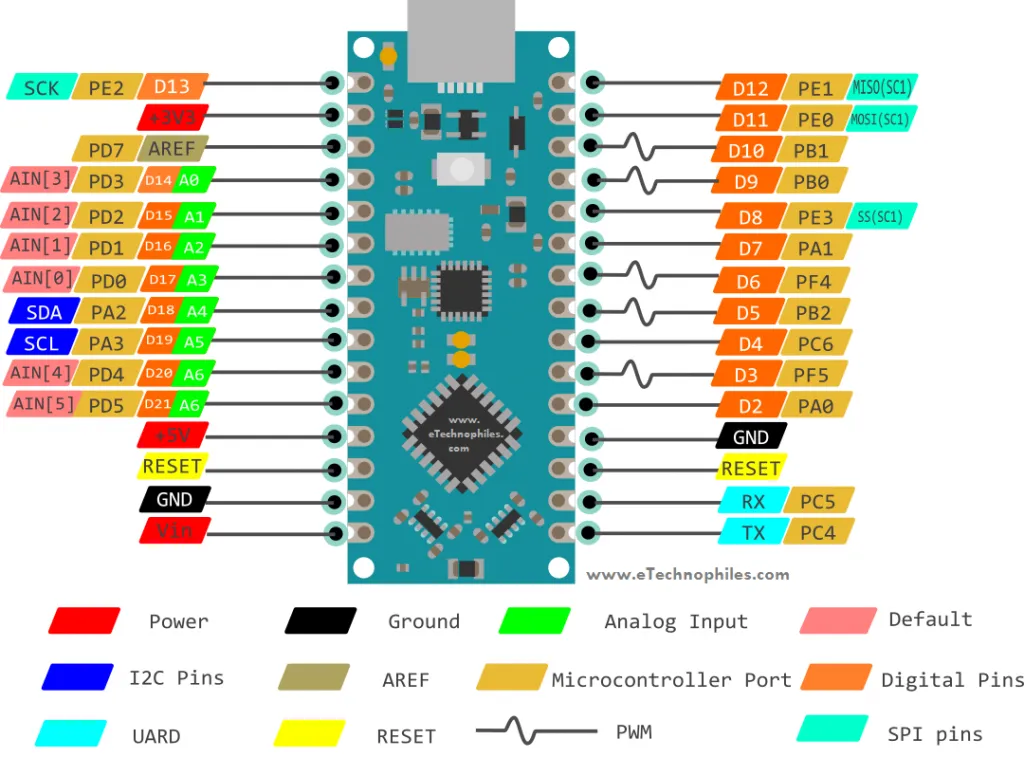 SCK PE2 D13
+3V3
PD7 AREF
AIN[3] PD3 D14 A0
AIN[2] PD2 D15 A1
AIN[1] PD1 D16 A2
AIN[0] PD0 D17 A3
SDA PA2 D18 A4
SCL PA3 D19 A5
AIN[4] PD4 D20 A6
AIN[5] PD5 D21 A6
+5V
RESET
GND
Vin
www.
eTechnophiles.
com
D12 PE1 MISO(SC1)
D11 PE0 MOSI(SC1)
D10 PB1
D9 PB0
D8 PE3 SS(SC1)
D7 PA1
D6 PF4
D5 PB2
D4 PC6
D3 PF5
D2 PA0
GND
RESET
RX PC5
TX PC4
www.eTechnophiles.com
Power Ground Analog Input Default
I2C Pins AREF Microcontroller Port Digital Pins
UARD RESET PWM SPI pins